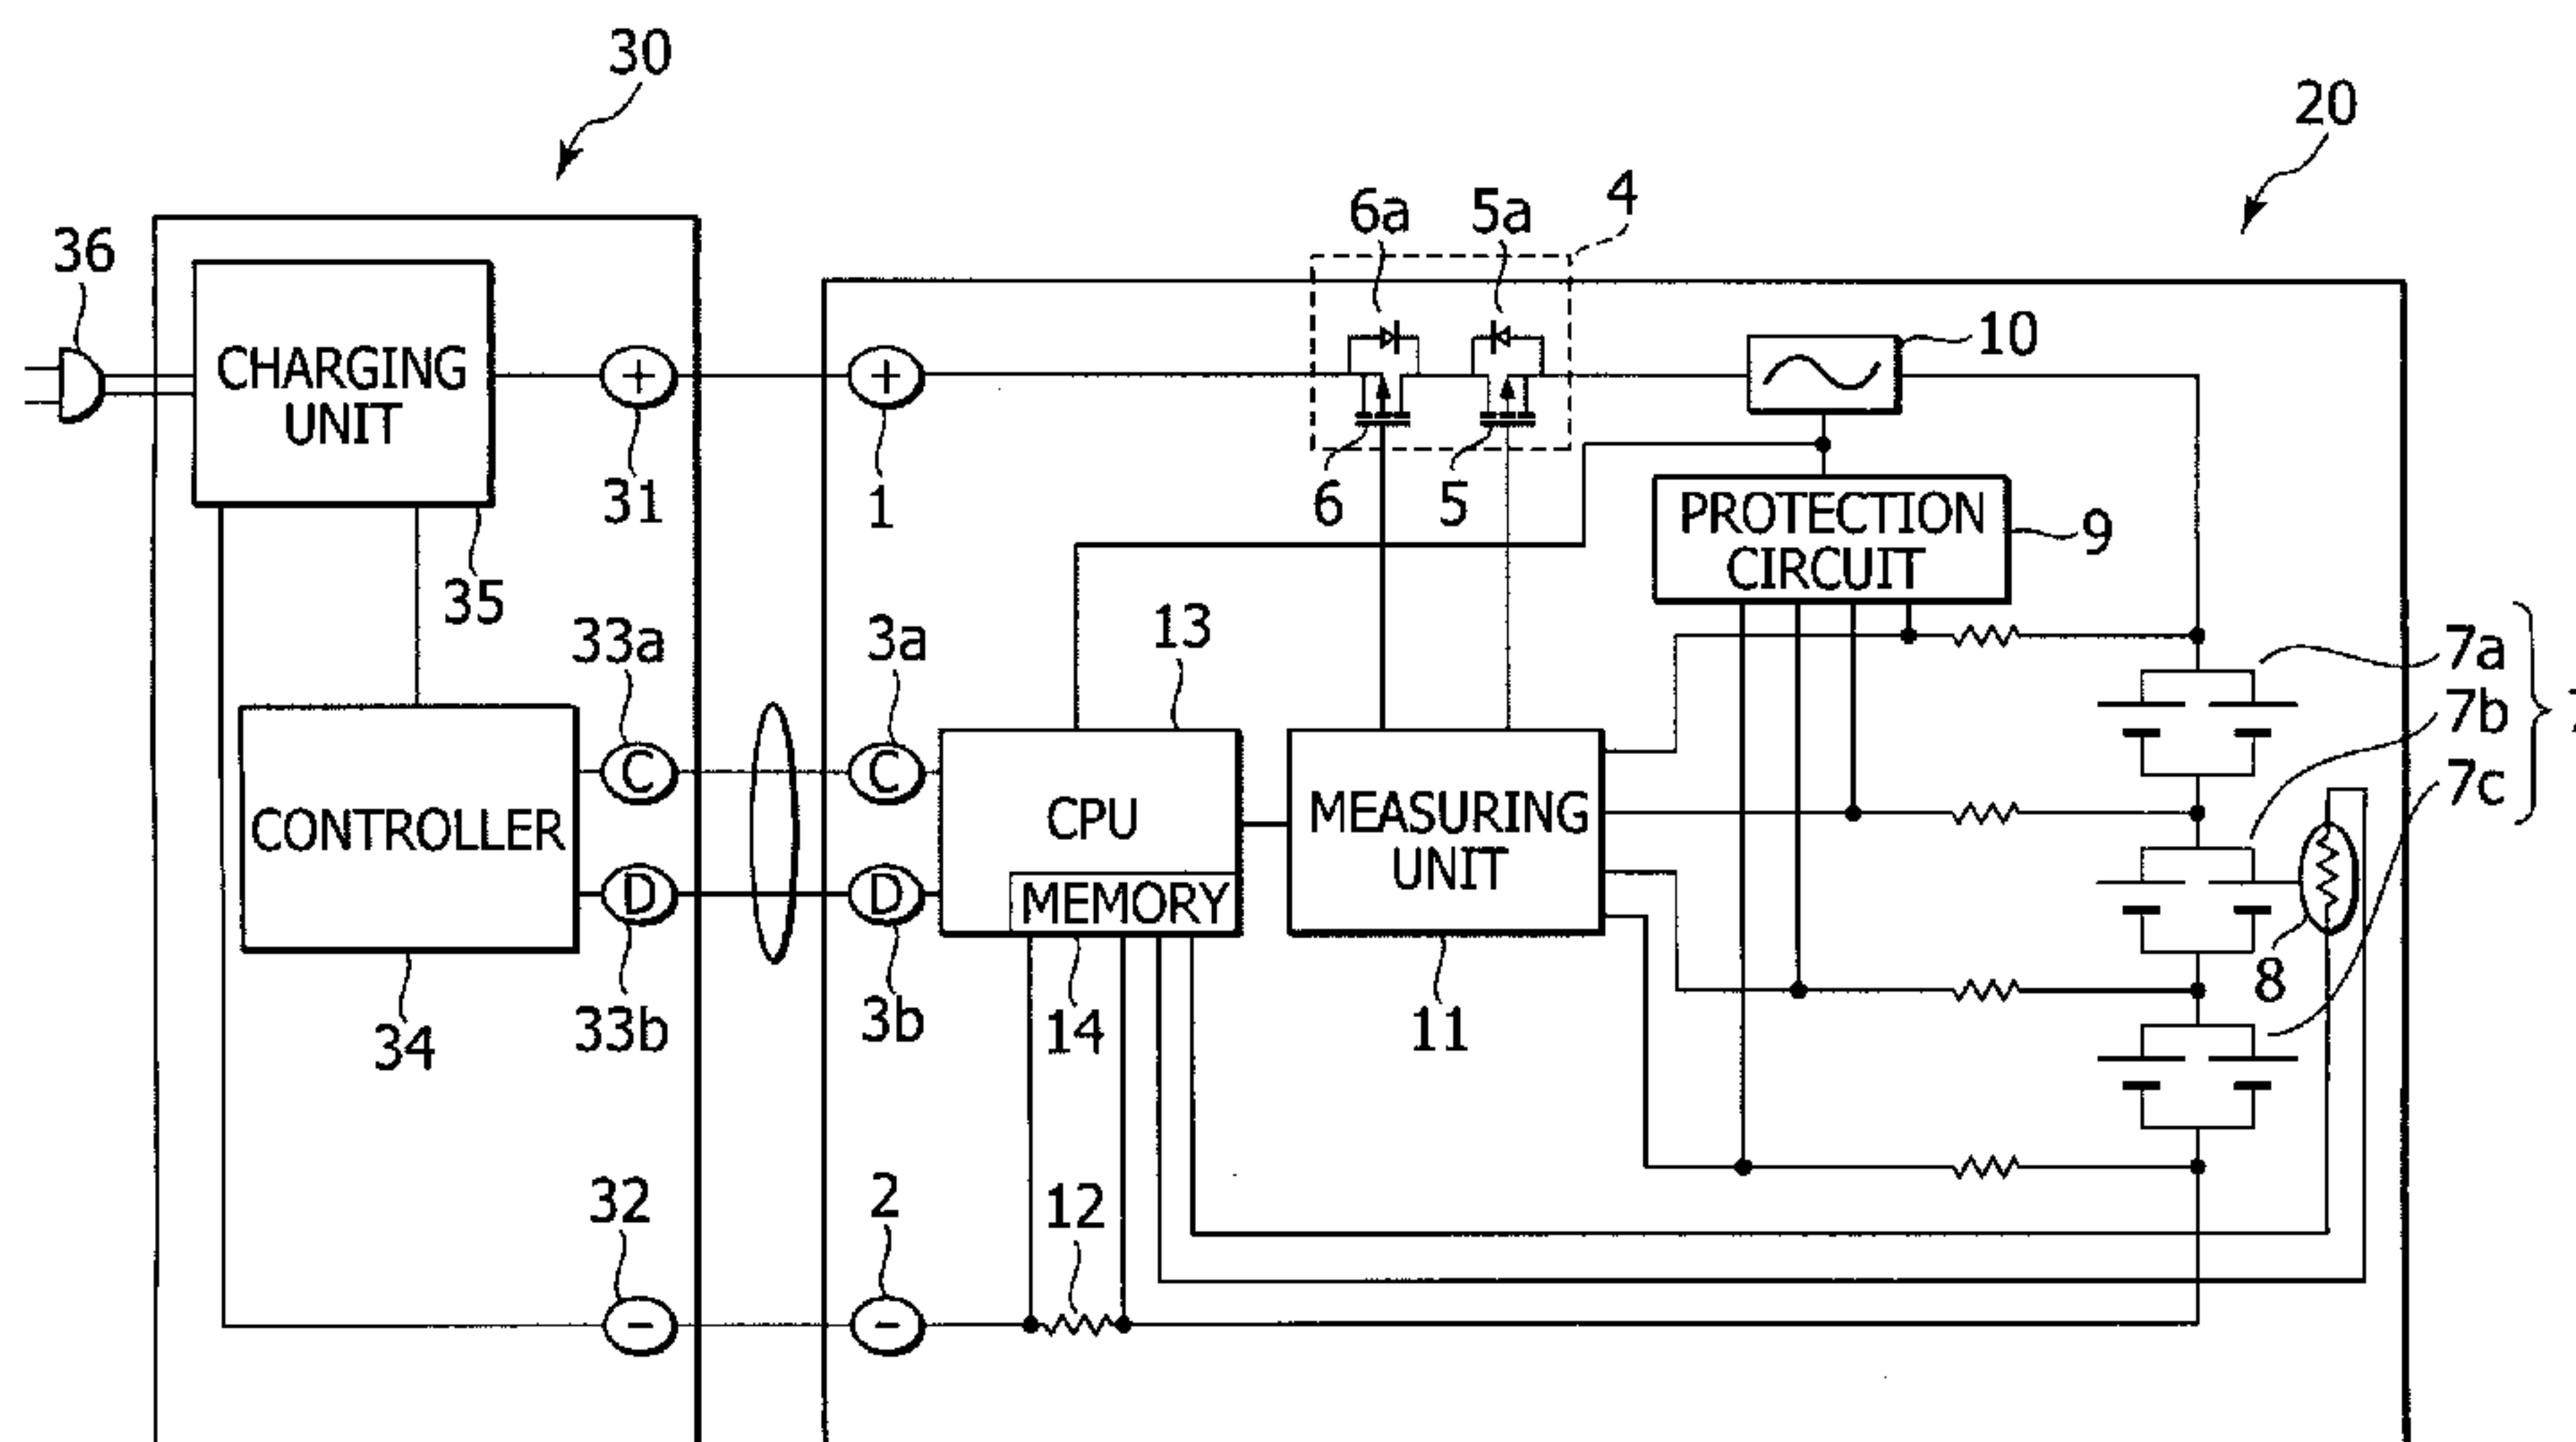 30
20
4
6a
5a
36
10
CHARGING
UNIT
+
+
31
1
6
5
PROTECTION
CIRCUIT
9
35
33a
3a
13
7a
7b
7c
7
C
C
CONTROLLER
CPU
MEASURING
UNIT
D
D
MEMORY
8
34
33b
3b
14
11
32
2
12
-
-